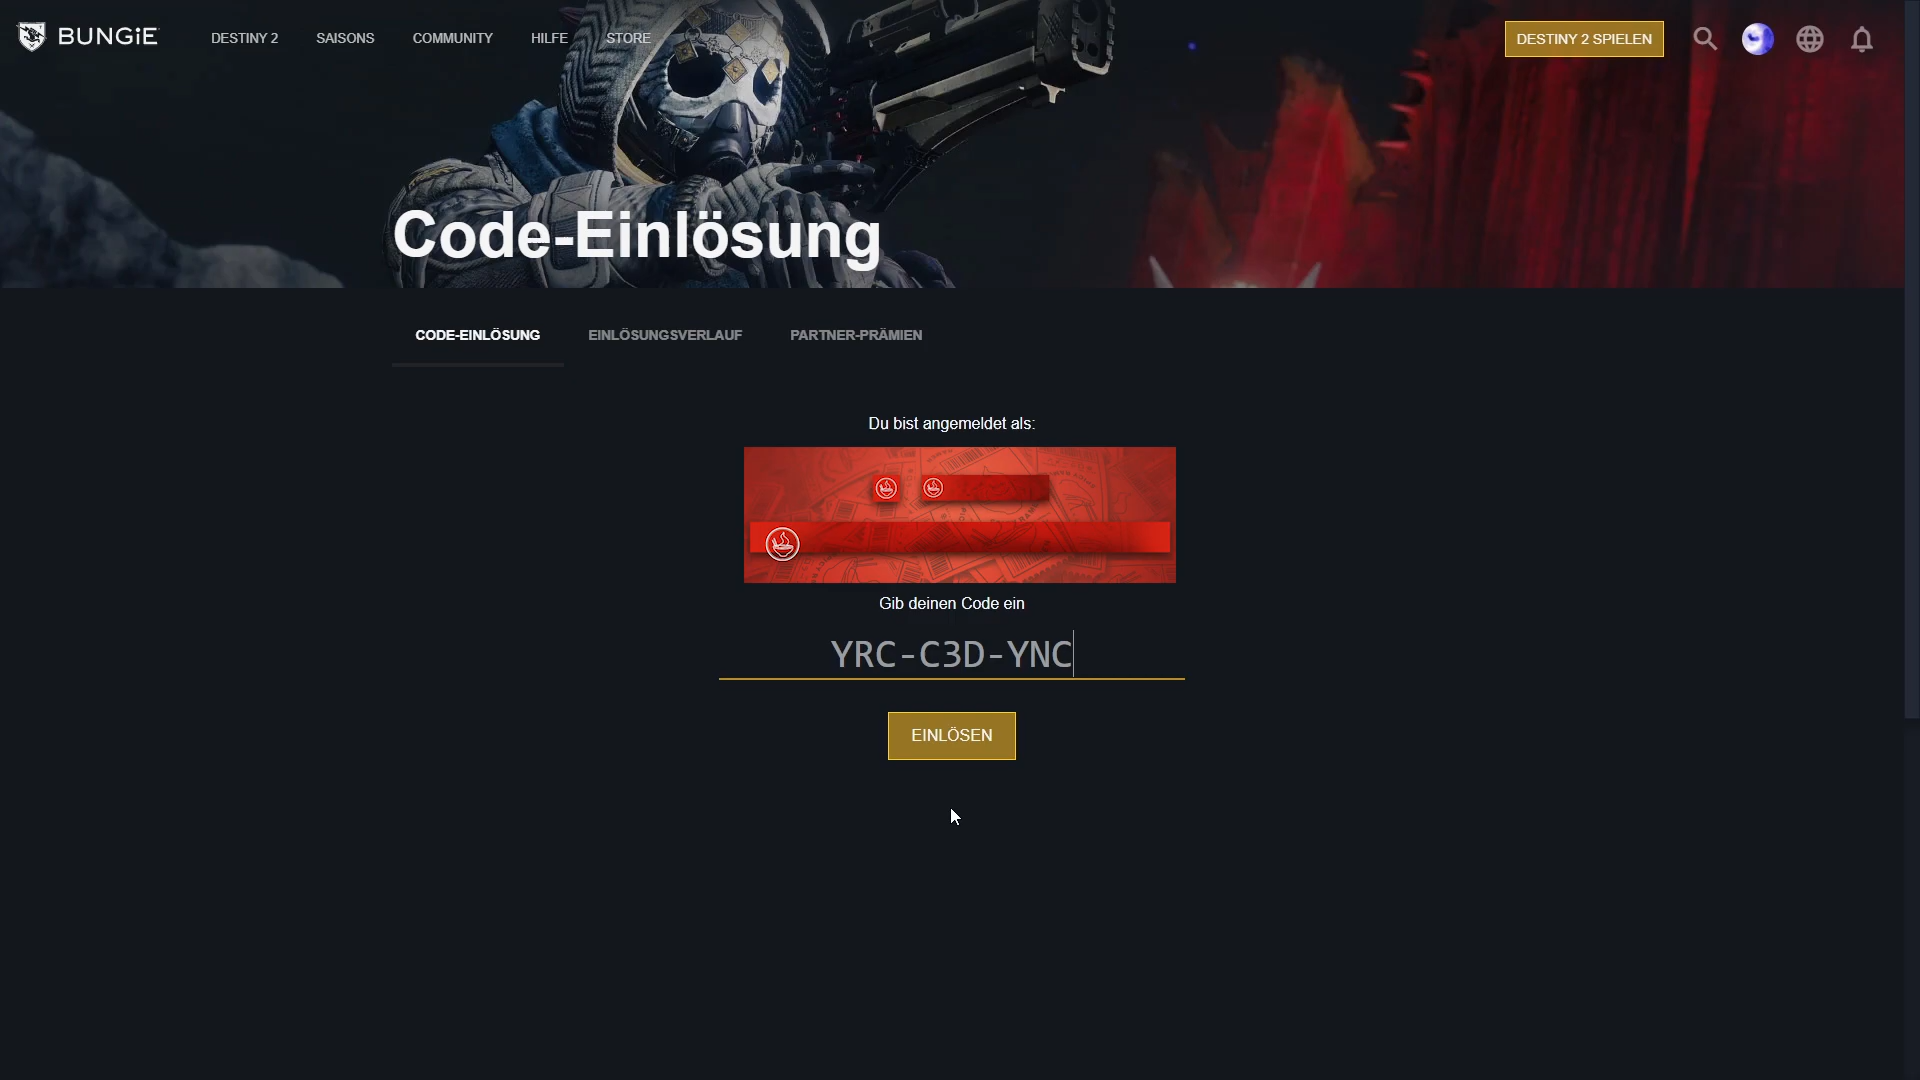 BUNGiE
DESTINY 2
SAISONS
COMMUNITY
HILFE
STORE
DESTINY 2 SPIELEN
Code-Einlösung
CODE-EINLÖSUNG
EINLÖSUNGSVERLAUF
PARTNER-PRÄMIEN
Du bist angemeldet als:
Gib deinen Code ein
YRC-C3D-YNC
EINLÖSEN